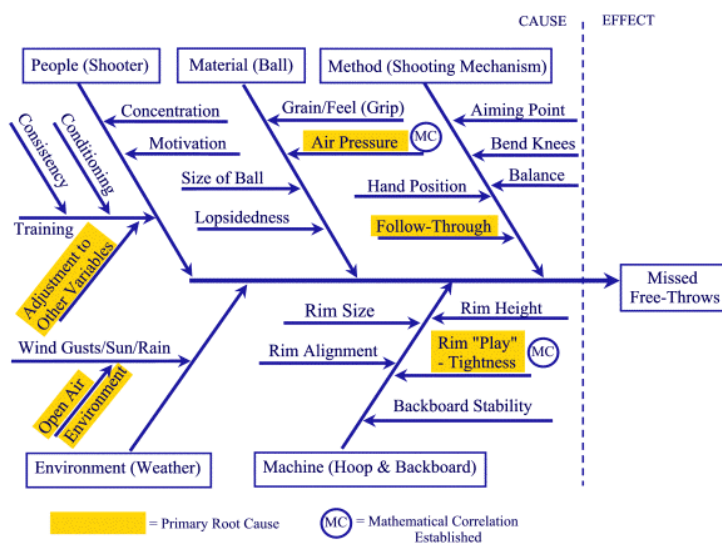 CAUSE
EFFECT
People (Shooter)
Material (Ball)
Method (Shooting Mechanism)
Concentration
Motivation
Consistency
Conditioning
Training
Adjustment to
Other Variables
Grain/Feel (Grip)
Air Pressure
MC
Size of Ball
Lopsidedness
Aiming Point
Bend Knees
Balance
Hand Position
Follow-Through
Missed
Free-Throws
Wind Gusts/Sun/Rain
Open Air
Environment
Rim Size
Rim Height
Rim Alignment
Rim "Play"
- Tightness
MC
Backboard Stability
Environment (Weather)
Machine (Hoop & Backboard)
= Primary Root Cause
MC
= Mathematical Correlation
Established